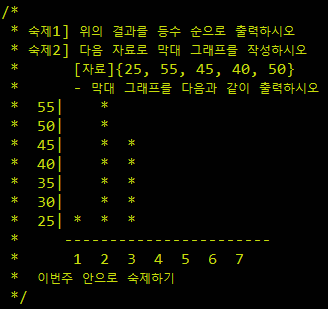 /*
 * 숙제1] 위의 결과를 등수 순으로 출력하시오
 * 숙제2] 다음 자료로 막대 그래프를 작성하시오
 *      [자료]{25, 55, 45, 40, 50}
 *      - 막대 그래프를 다음과 같이 출력하시오
 *  55|    *
 *  50|    *
 *  45|    *  *
 *  40|    *  *
 *  35|    *  *
 *  30|    *  *
 *  25| *  *  *
 *     -----------------------
 *      1  2  3  4  5  6  7
 *  이번주 안으로 숙제하기
 */